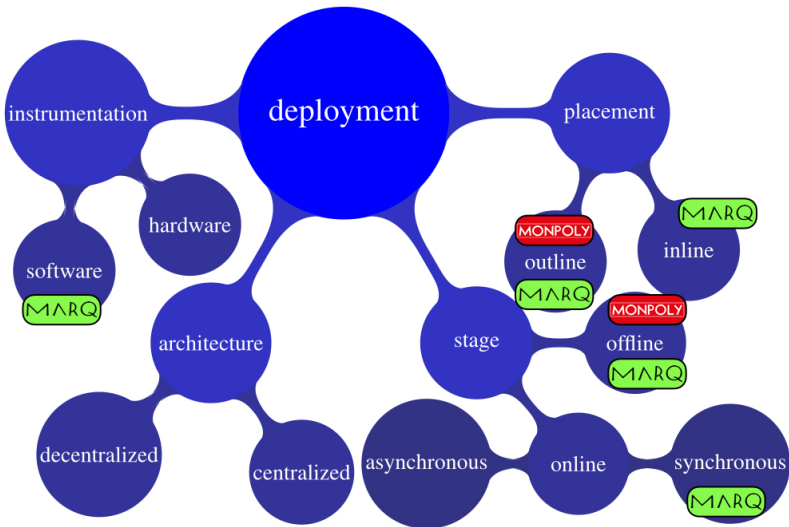 deployment
instrumentation
placement
hardware
software
MARQ
MARQ
MONPOLY
outline
MARQ
inline
architecture
stage
MONPOLY
offline
MARQ
decentralized
centralized
asynchronous
online
synchronous
MARQ